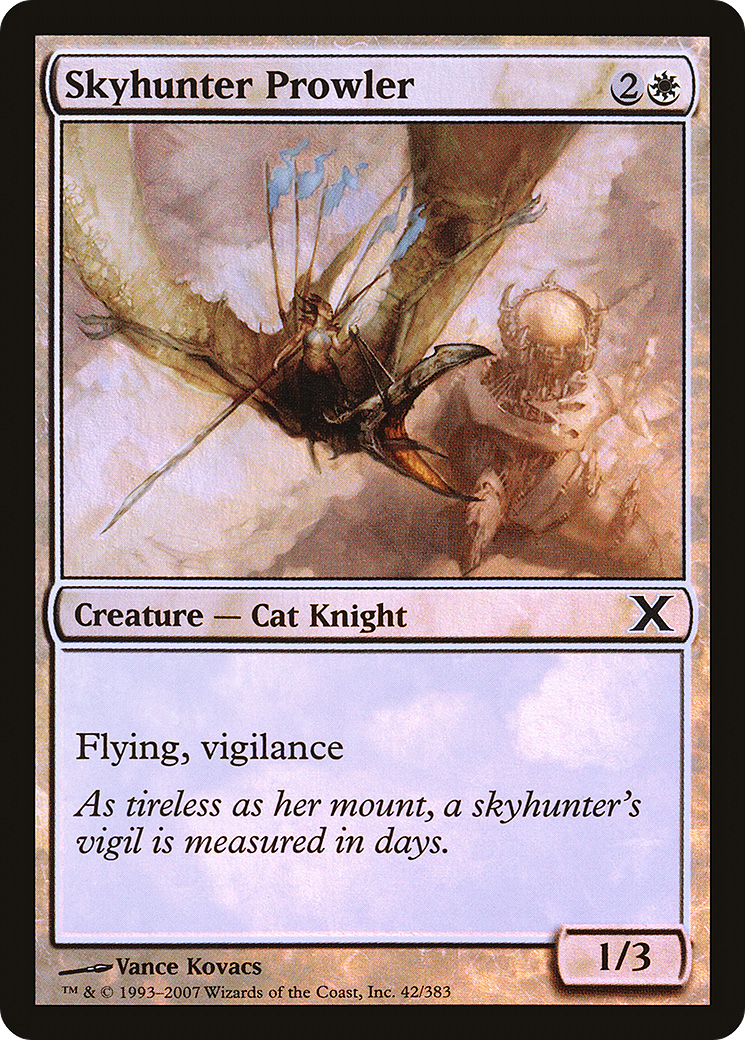 Skyhunter Prowler 2
Creature — Cat Knight X
Flying, vigilance
As tireless as her mount, a skyhunter's
vigil is measured in days.
1/3
Vance Kovacs
™ & © 1993–2007 Wizards of the Coast, Inc. 42/383